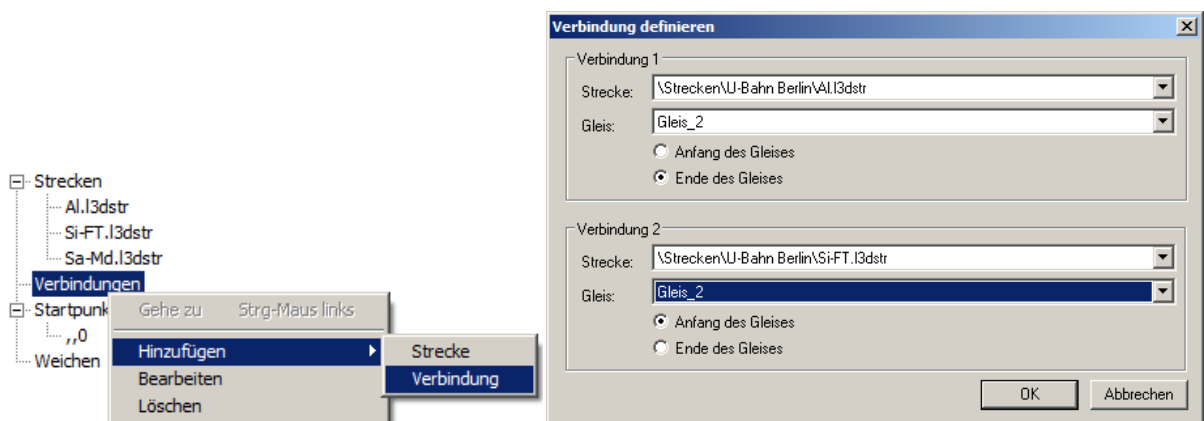 Strecken
Al.l3dstr
Si-FT.l3dstr
Sa-Md.l3dstr
Verbindungen
Startpunk
,,0
Weichen
Gehe zu Strg-Maus links
Hinzufügen
Bearbeiten
Löschen
Strecke
Verbindung
Verbindung definieren
Verbindung 1
Strecke: \Strecken\U-Bahn Berlin\Al.l3dstr
Gleis: Gleis_2
Anfang des Gleises
Ende des Gleises
Verbindung 2
Strecke: \Strecken\U-Bahn Berlin\Si-FT.l3dstr
Gleis: Gleis_2
Anfang des Gleises
Ende des Gleises
OK Abbrechen